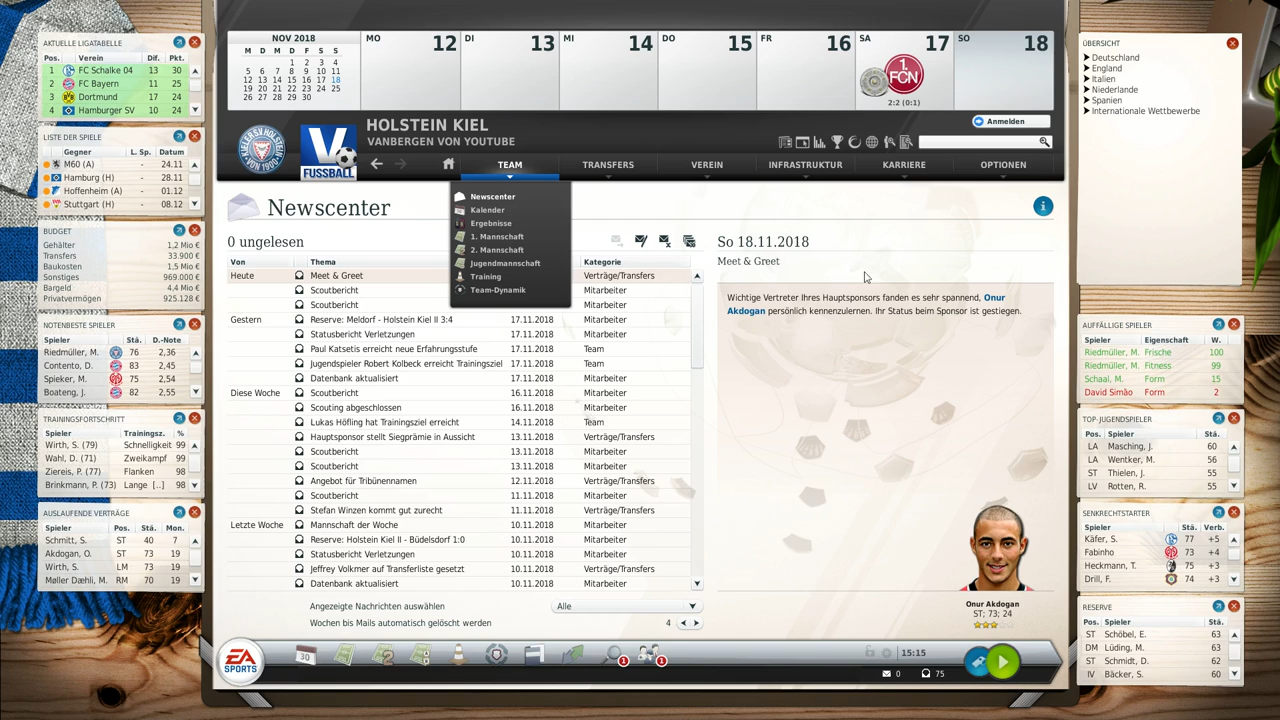 AKTUELLE LIGATABELLE
Pos. Verein Dif. Pkt.
1 FC Schalke 04 13 30
2 FC Bayern 11 25
3 Dortmund 17 24
4 Hamburger SV 10 24
LISTE DER SPIELE
Gegner L. Sp. Datum
M60 (A) - 24.11
Hamburg (H) - 28.11
Hoffenheim (A) - 01.12
Stuttgart (H) - 08.12
BUDGET
Gehälter 1,2 Mio €
Transfers 33.900 €
Baukosten 1,5 Mio €
Sonstiges 969.000 €
Bargeld 4,4 Mio €
Privatvermögen 925.128 €
NOTENBESTE SPIELER
Spieler Stä. D.-Note
Riedmüller, M. 76 2,36
Contento, D. 83 2,45
Spieker, M. 75 2,54
Boateng, J. 82 2,55
TRAININGSFORTSCHRITT
Spieler Trainingsz. %
Wirth, S. (79) Schnelligkeit 99
Wahl, D. (71) Zweikampf 99
Ziereis, P. (77) Flanken 98
Brinkmann, P. (73) Lange [..] 98
AUSLAUFENDE VERTRÄGE
Spieler Pos. Stä. Mon.
Schmitt, S. ST 40 7
Akdogan, O. ST 73 19
Wirth, S. LM 73 19
Møller Dæhli, M. RM 70 19
NOV 2018
M D M D F S S
1 2 3 4
5 6 7 8 9 10 11
12 13 14 15 16 17 18
19 20 21 22 23 24 25
26 27 28 29 30
MO 12
DI 13
MI 14
DO 15
FR 16
SA 17
1. FCN
2:2 (0:1)
SO 18
V
FUSSBALL
HOLSTEIN KIEL
VANBERGEN VON YOUTUBE
Anmelden
TEAM TRANSFERS VEREIN INFRASTRUKTUR KARRIERE OPTIONEN
Newscenter
Kalender
Ergebnisse
1. Mannschaft
2. Mannschaft
Jugendmannschaft
Training
Team-Dynamik
Newscenter
0 ungelesen
Von Thema Kategorie
Heute Meet & Greet Verträge/Transfers
Scoutbericht Mitarbeiter
Scoutbericht Mitarbeiter
Gestern Reserve: Meldorf - Holstein Kiel II 3:4 17.11.2018 Mitarbeiter
Statusbericht Verletzungen 17.11.2018 Mitarbeiter
Paul Katsetis erreicht neue Erfahrungsstufe 17.11.2018 Team
Jugendspieler Robert Kolbeck erreicht Trainingsziel 17.11.2018 Team
Datenbank aktualisiert 17.11.2018 Mitarbeiter
Diese Woche Scoutbericht 16.11.2018 Mitarbeiter
Scouting abgeschlossen 16.11.2018 Mitarbeiter
Lukas Höfling hat Trainingsziel erreicht 14.11.2018 Team
Hauptsponsor stellt Siegprämie in Aussicht 13.11.2018 Verträge/Transfers
Scoutbericht 13.11.2018 Mitarbeiter
Scoutbericht 13.11.2018 Mitarbeiter
Angebot für Tribünennamen 12.11.2018 Verträge/Transfers
Scoutbericht 11.11.2018 Mitarbeiter
Stefan Winzen kommt gut zurecht 11.11.2018 Verträge/Transfers
Letzte Woche Mannschaft der Woche 10.11.2018 Mitarbeiter
Reserve: Holstein Kiel II - Büdelsdorf 1:0 10.11.2018 Mitarbeiter
Statusbericht Verletzungen 10.11.2018 Mitarbeiter
Jeffrey Volkmer auf Transferliste gesetzt 10.11.2018 Verträge/Transfers
Datenbank aktualisiert 10.11.2018 Mitarbeiter
Angezeigte Nachrichten auswählen Alle
Wochen bis Mails automatisch gelöscht werden 4
So 18.11.2018
Meet & Greet
Wichtige Vertreter Ihres Hauptsponsors fanden es sehr spannend, Onur
Akdogan persönlich kennenzulernen. Ihr Status beim Sponsor ist gestiegen.
Onur Akdogan
ST; 73; 24
EA
SPORTS
30
2
1
1
15:15
0 75
ÜBERSICHT
Deutschland
England
Italien
Niederlande
Spanien
Internationale Wettbewerbe
AUFFÄLLIGE SPIELER
Spieler Eigenschaft W.
Riedmüller, M. Frische 100
Riedmüller, M. Fitness 99
Schaal, M. Form 15
David Simão Form 2
TOP-JUGENDSPIELER
Pos. Spieler Stä.
LA Masching, J. 60
LA Wentker, M. 56
ST Thielen, J. 55
LV Rotten, R. 55
SENKRECHTSTARTER
Spieler Stä. Verb.
Käfer, S. 77 +5
Fabinho 73 +4
Heckmann, T. 75 +3
Drill, F. 74 +3
RESERVE
Pos. Spieler Stä.
ST Schöbel, E. 63
DM Lüding, M. 63
ST Schmidt, D. 62
IV Bäcker, S. 60